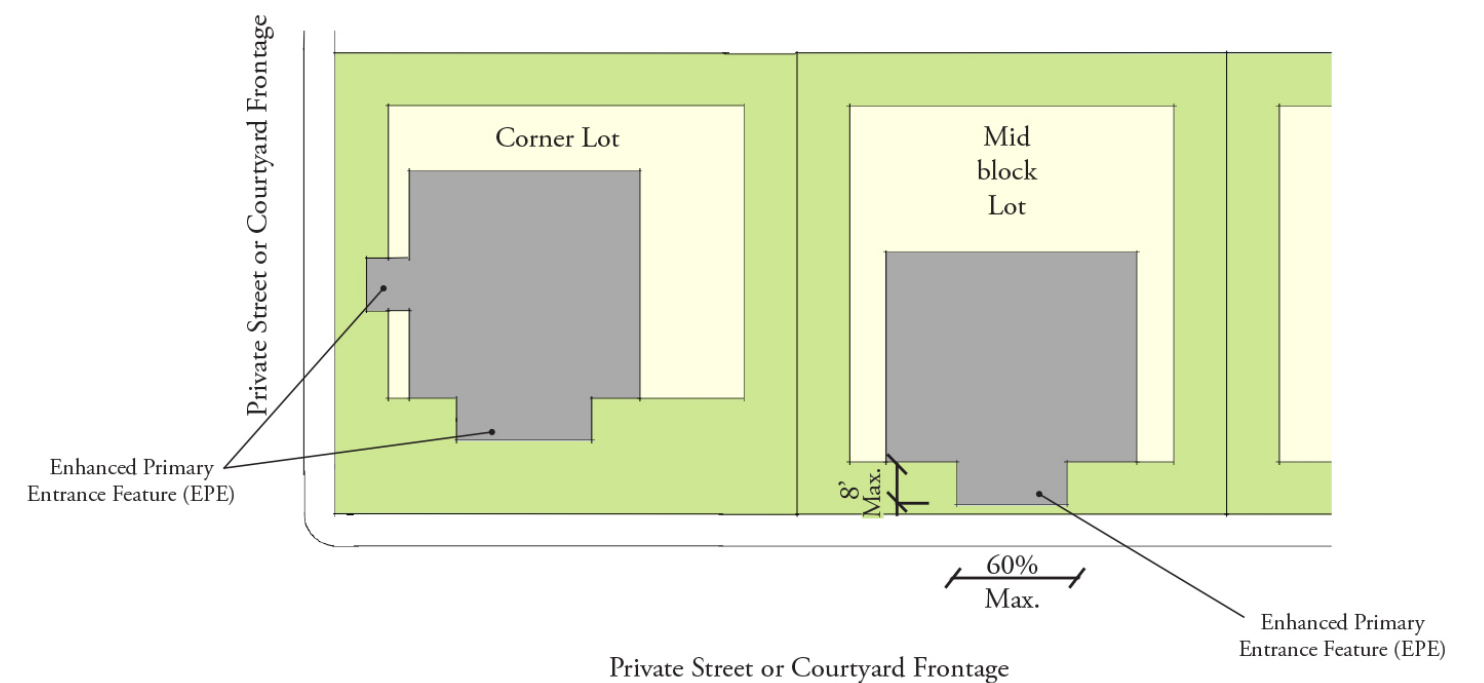 Private Street or Courtyard Frontage
Corner Lot
Mid
block
Lot
Enhanced Primary
Entrance Feature (EPE)
8’
Max.
60%
Max.
Enhanced Primary
Entrance Feature (EPE)
Private Street or Courtyard Frontage